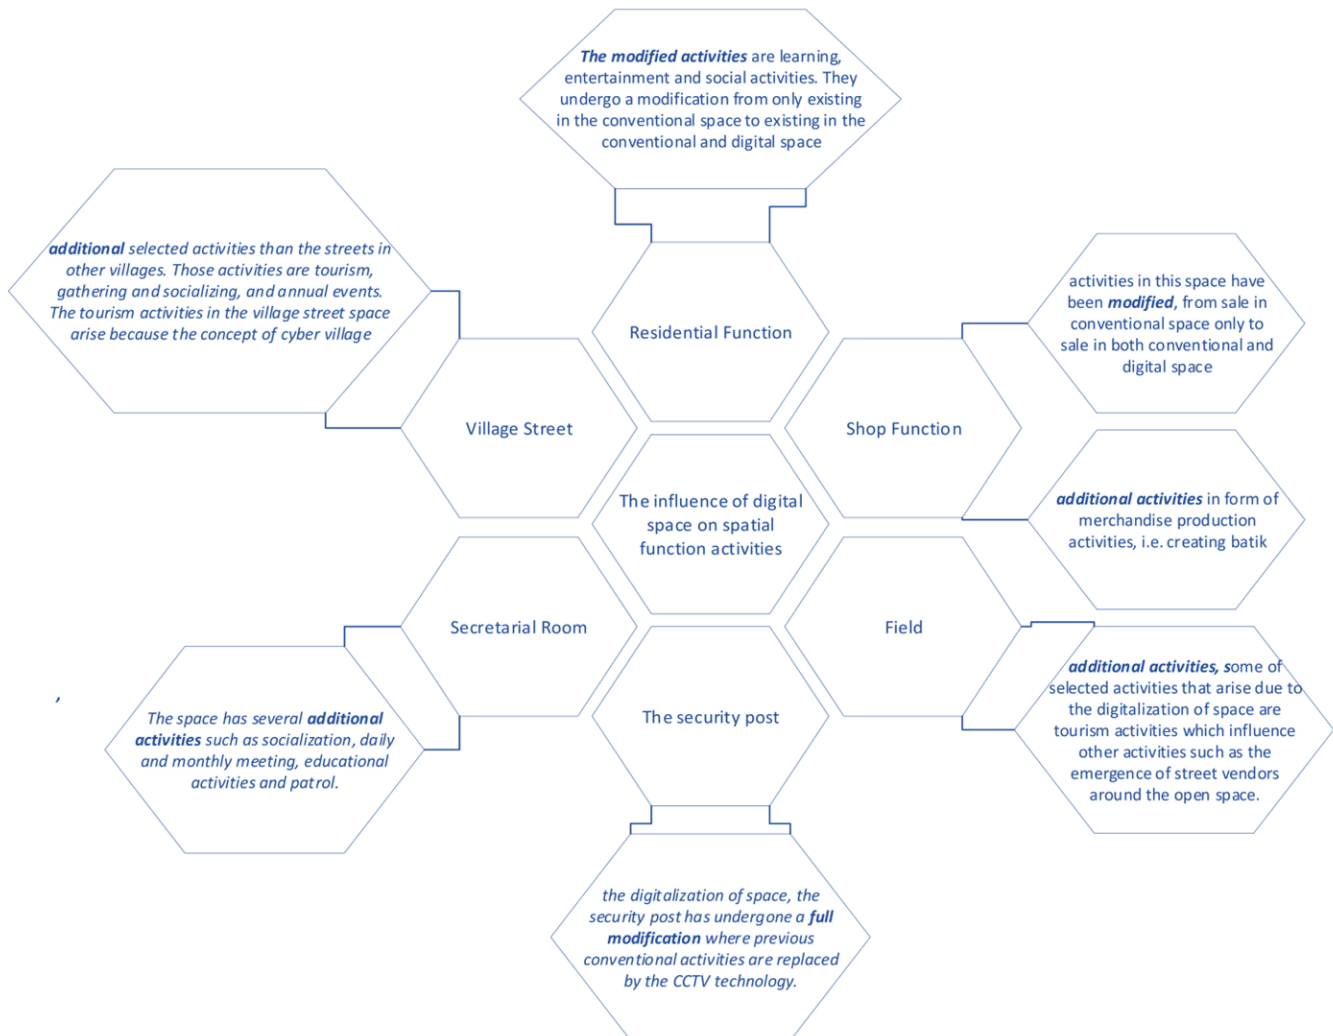 The modified activities are learning,
entertainment and social activities. They
undergo a modification from only existing
in the conventional space to existing in the
conventional and digital space
additional selected activities than the streets in
other villages. Those activities are tourism,
gathering and socializing, and annual events.
The tourism activities in the village street space
arise because the concept of cyber village
Residential Function
activities in this space have
been modified, from sale in
conventional space only to
sale in both conventional and
digital space
Village Street
Shop Function
The influence of digital
space on spatial
function activities
additional activities in form of
merchandise production
activities, i.e. creating batik
Secretarial Room
Field
additional activities, some of
selected activities that arise due to
the digitalization of space are
tourism activities which influence
other activities such as the
emergence of street vendors
around the open space.
,
The space has several additional
activities such as socialization, daily
and monthly meeting, educational
activities and patrol.
The security post
the digitalization of space, the
security post has undergone a full
modification where previous
conventional activities are replaced
by the CCTV technology.